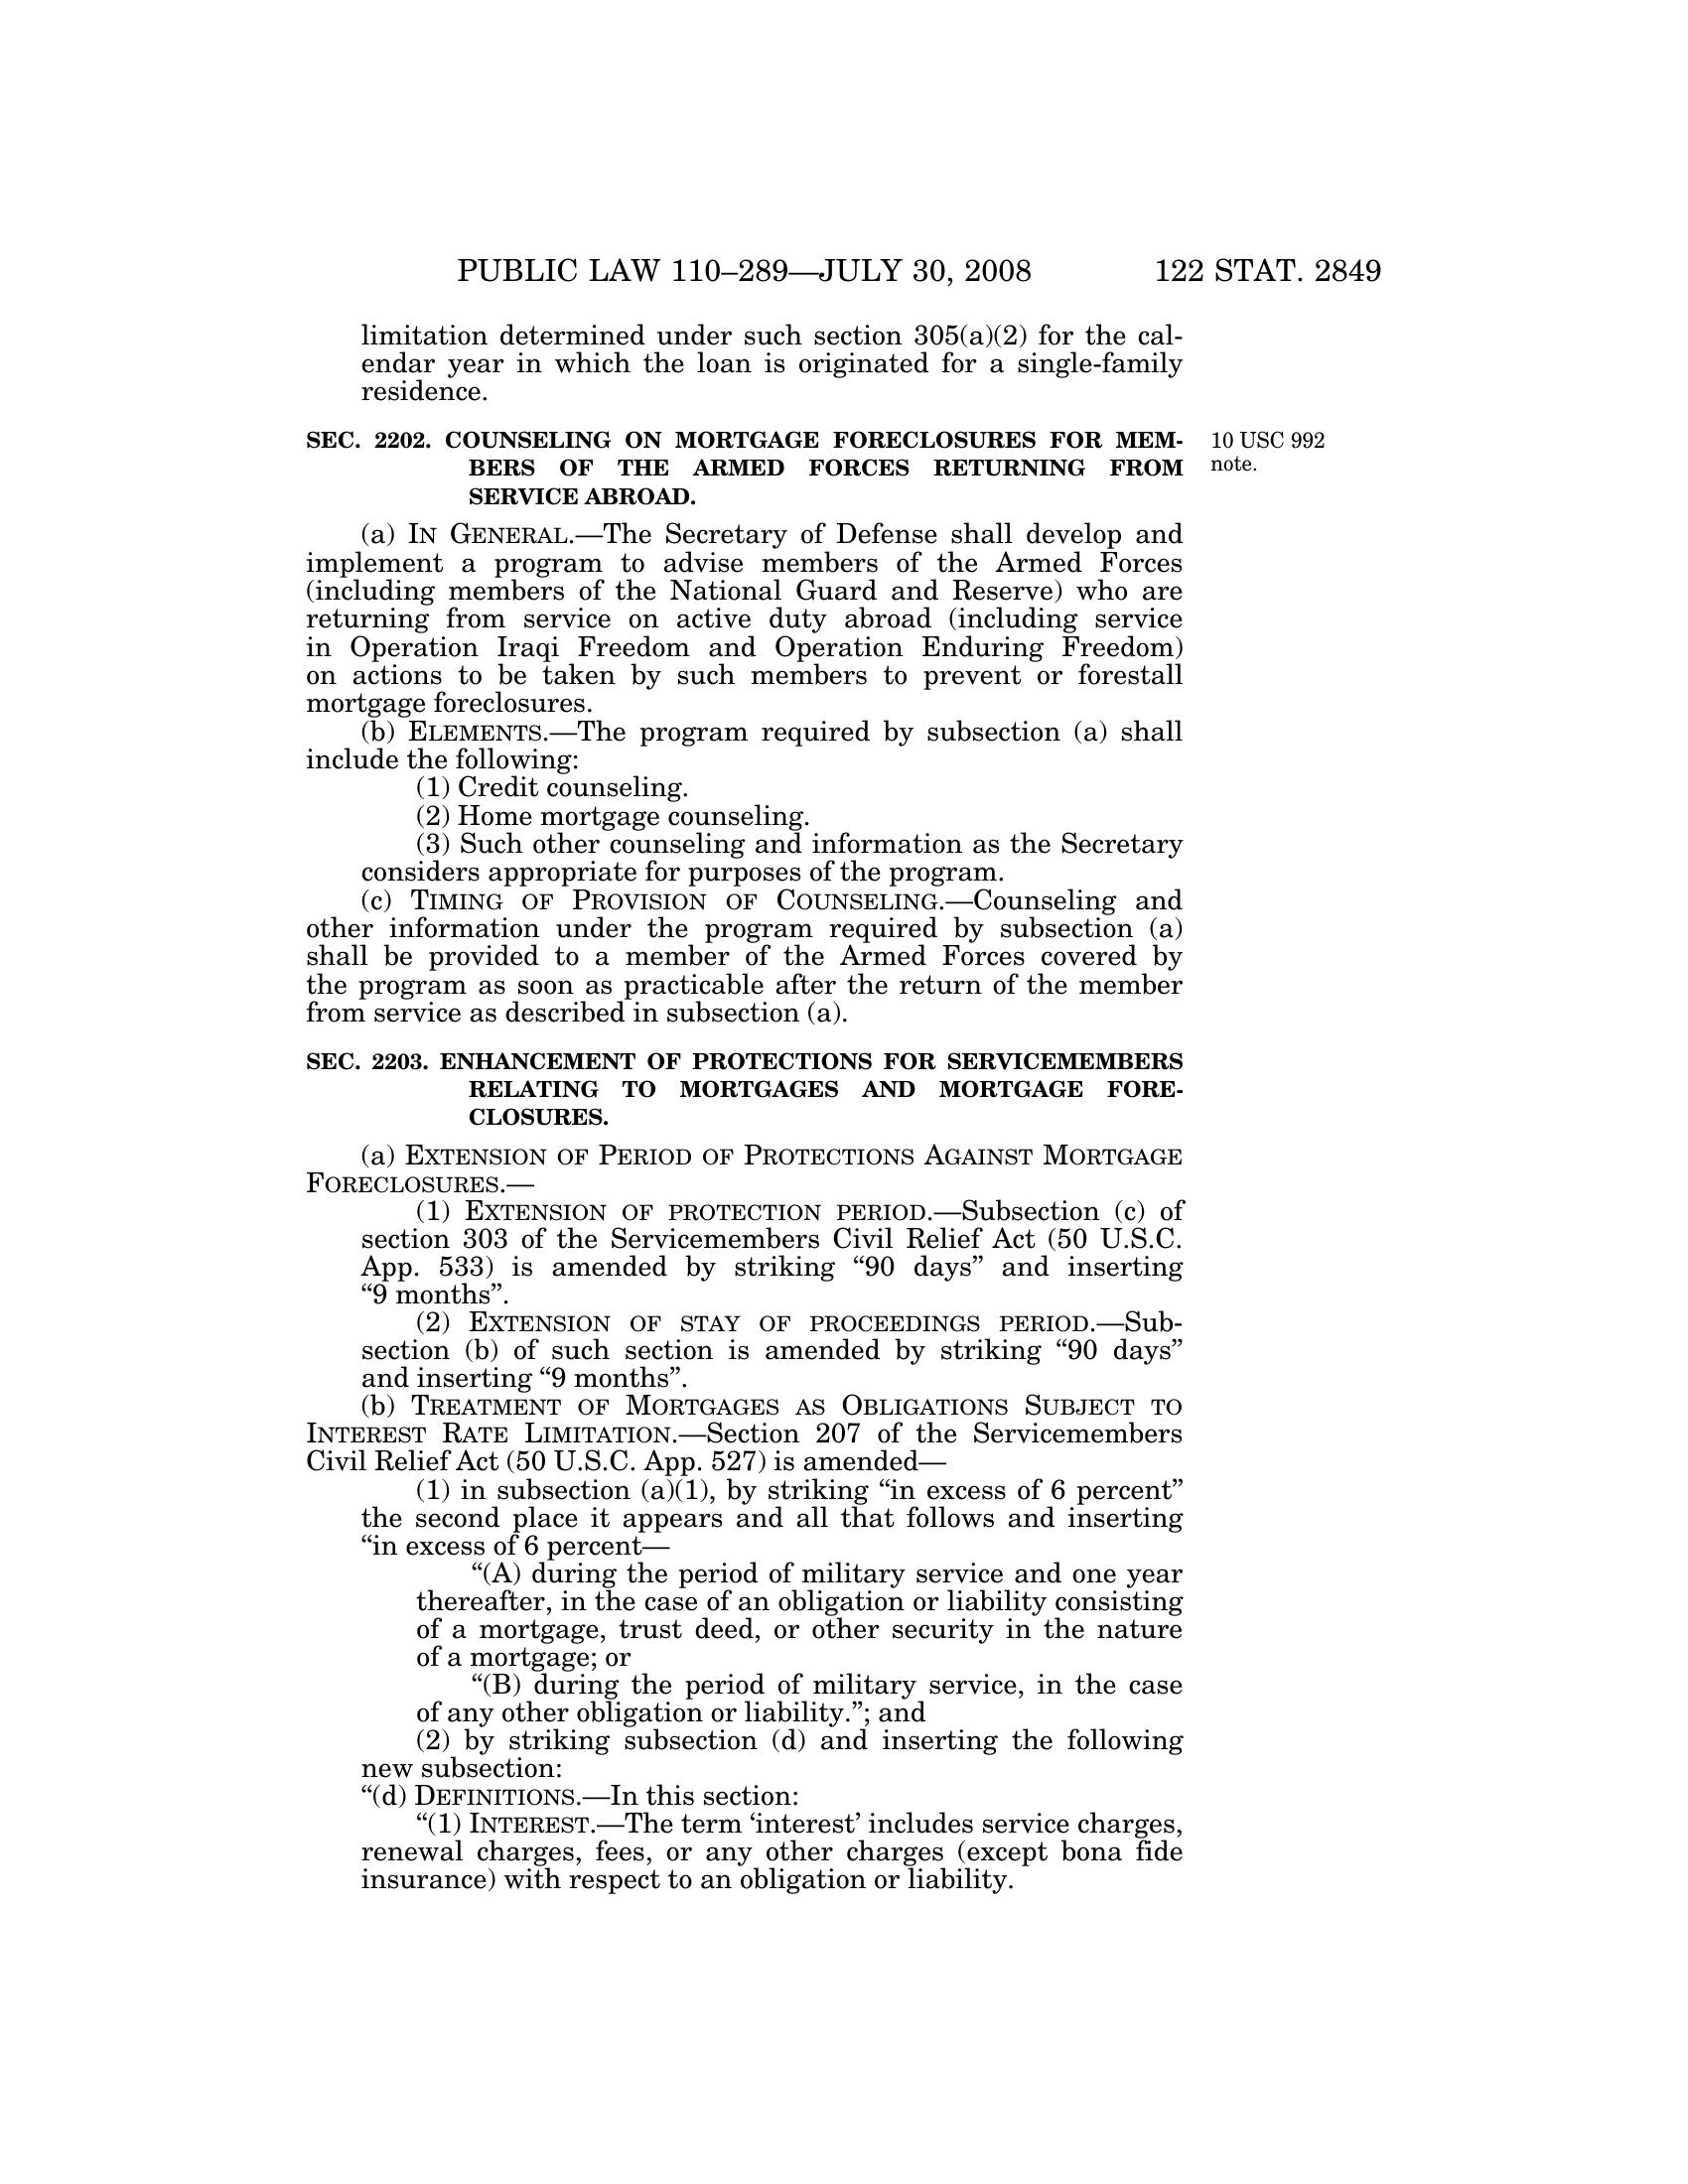 PUBLIC LAW 110–289—JULY 30, 2008 122 STAT. 2849
limitation determined under such section 305(a)(2) for the cal-
endar year in which the loan is originated for a single-family
residence.
SEC. 2202. COUNSELING ON MORTGAGE FORECLOSURES FOR MEM-
BERS OF THE ARMED FORCES RETURNING FROM
SERVICE ABROAD.
10 USC 992
note.
(a) IN GENERAL.—The Secretary of Defense shall develop and
implement a program to advise members of the Armed Forces
(including members of the National Guard and Reserve) who are
returning from service on active duty abroad (including service
in Operation Iraqi Freedom and Operation Enduring Freedom)
on actions to be taken by such members to prevent or forestall
mortgage foreclosures.
(b) ELEMENTS.—The program required by subsection (a) shall
include the following:
(1) Credit counseling.
(2) Home mortgage counseling.
(3) Such other counseling and information as the Secretary
considers appropriate for purposes of the program.
(c) TIMING OF PROVISION OF COUNSELING.—Counseling and
other information under the program required by subsection (a)
shall be provided to a member of the Armed Forces covered by
the program as soon as practicable after the return of the member
from service as described in subsection (a).
SEC. 2203. ENHANCEMENT OF PROTECTIONS FOR SERVICEMEMBERS
RELATING TO MORTGAGES AND MORTGAGE FORE-
CLOSURES.
(a) EXTENSION OF PERIOD OF PROTECTIONS AGAINST MORTGAGE
FORECLOSURES.—
(1) EXTENSION OF PROTECTION PERIOD.—Subsection (c) of
section 303 of the Servicemembers Civil Relief Act (50 U.S.C.
App. 533) is amended by striking “90 days” and inserting
“9 months”.
(2) EXTENSION OF STAY OF PROCEEDINGS PERIOD.—Sub-
section (b) of such section is amended by striking “90 days”
and inserting “9 months”.
(b) TREATMENT OF MORTGAGES AS OBLIGATIONS SUBJECT TO
INTEREST RATE LIMITATION.—Section 207 of the Servicemembers
Civil Relief Act (50 U.S.C. App. 527) is amended—
(1) in subsection (a)(1), by striking “in excess of 6 percent”
the second place it appears and all that follows and inserting
“in excess of 6 percent—
“(A) during the period of military service and one year
thereafter, in the case of an obligation or liability consisting
of a mortgage, trust deed, or other security in the nature
of a mortgage; or
“(B) during the period of military service, in the case
of any other obligation or liability.”; and
(2) by striking subsection (d) and inserting the following
new subsection:
“(d) DEFINITIONS.—In this section:
“(1) INTEREST.—The term ‘interest’ includes service charges,
renewal charges, fees, or any other charges (except bona fide
insurance) with respect to an obligation or liability.